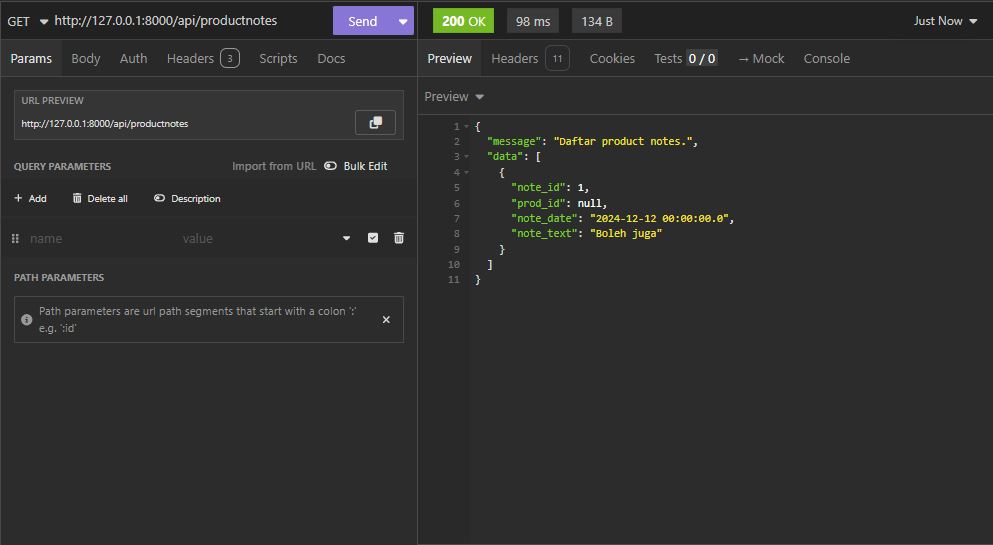 GET http://127.0.0.1:8000/api/productnotes Send 200 OK 98 ms 134 B Just Now
Params Body Auth Headers 3 Scripts Docs
Preview Headers 11 Cookies Tests 0 / 0 → Mock Console
URL PREVIEW
http://127.0.0.1:8000/api/productnotes
QUERY PARAMETERS Import from URL Bulk Edit
+ Add Delete all Description
name value
PATH PARAMETERS
Path parameters are url path segments that start with a colon ':'
e.g. ':id'
Preview
1 {
2 "message": "Daftar product notes.",
3 "data": [
4 {
5 "note_id": 1,
6 "prod_id": null,
7 "note_date": "2024-12-12 00:00:00.0",
8 "note_text": "Boleh juga"
9 }
10 ]
11 }